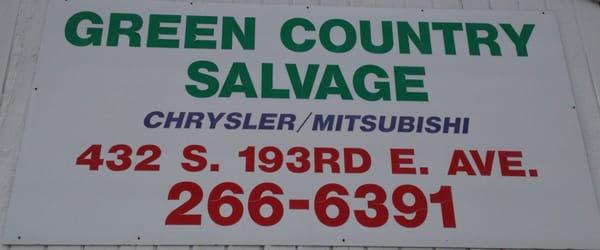 GREEN COUNTRY
SALVAGE
CHRYSLER/MITSUBISHI
432 S. 193RD E. AVE.
266-6391